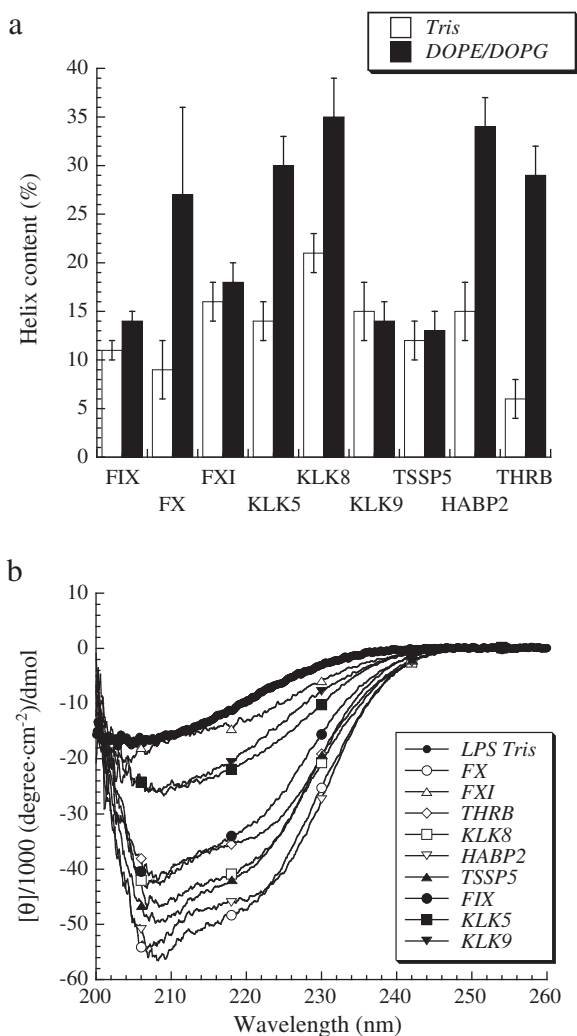 a
Tris
DOPE/DOPG
40
35
30
25
20
15
10
5
0
Helix content (%)
FIX FXI KLK8 TSSP5 THRB
FX KLK5 KLK9 HABP2
b
10
0
-10
-20
-30
-40
-50
-60
[θ]/1000 (degree·cm⁻²)/dmol
LPS Tris
FX
FXI
THRB
KLK8
HABP2
TSSP5
FIX
KLK5
KLK9
200 210 220 230 240 250 260
Wavelength (nm)